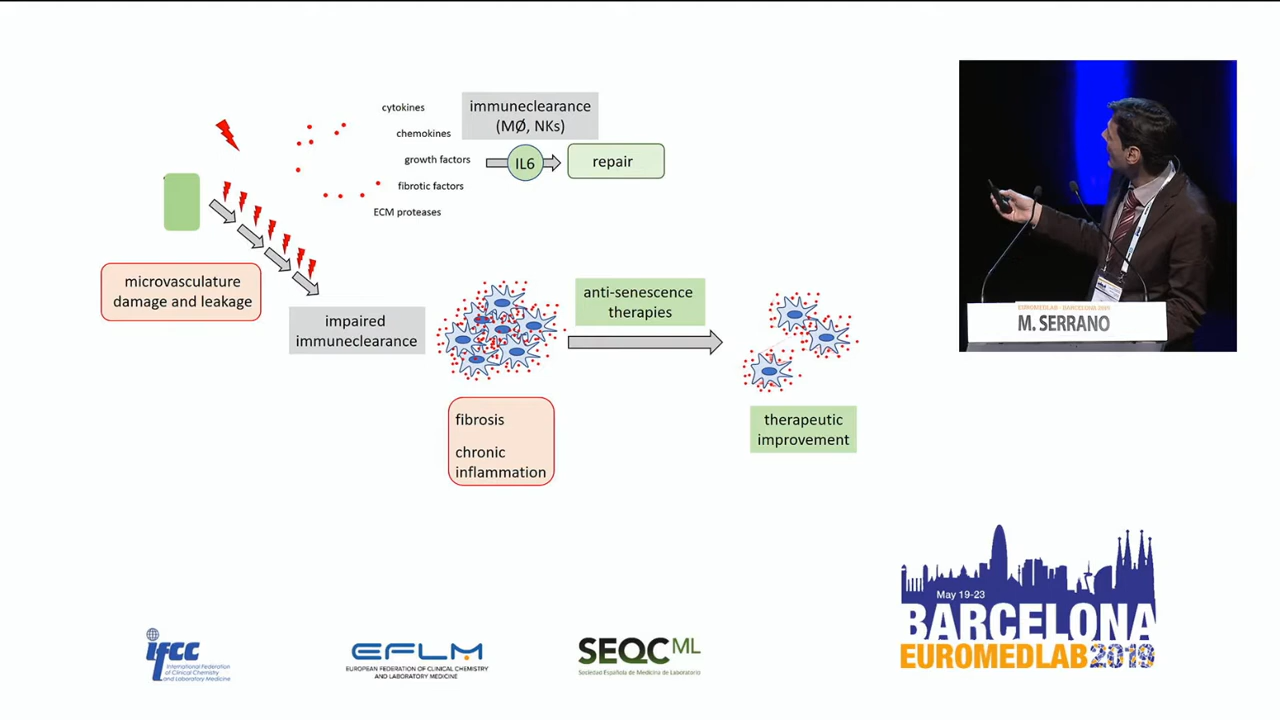 cytokines
chemokines
growth factors
fibrotic factors
ECM proteases
immuneclearance
(MØ, NKs)
IL6
repair
microvasculature
damage and leakage
impaired
immuneclearance
anti-senescence
therapies
fibrosis
chronic
inflammation
therapeutic
improvement
EUROMEDLAB - BARCELONA 2019
M. SERRANO
May 19-23
BARCELONA
EUROMEDLAB 2019
ifcc
International Federation
of Clinical Chemistry
and Laboratory Medicine
EFLM
EUROPEAN FEDERATION OF CLINICAL CHEMISTRY
AND LABORATORY MEDICINE
SEQC ML
Sociedad Española de Medicina de Laboratorio